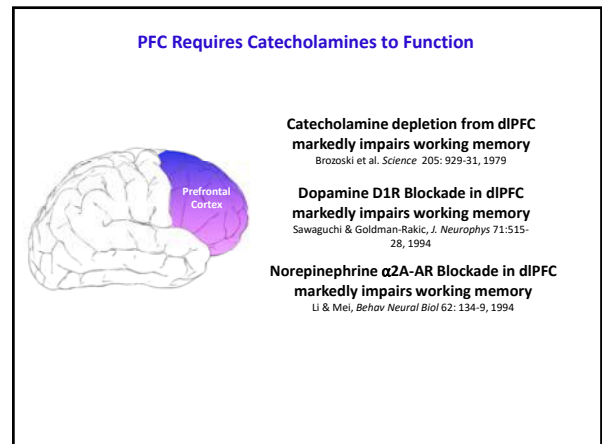 PFC Requires Catecholamines to Function
Prefrontal
Cortex
Catecholamine depletion from dlPFC
markedly impairs working memory
Brozoski et al. Science 205: 929-31, 1979
Dopamine D1R Blockade in dlPFC
markedly impairs working memory
Sawaguchi & Goldman-Rakic, J. Neurophys 71:515-
28, 1994
Norepinephrine α2A-AR Blockade in dlPFC
markedly impairs working memory
Li & Mei, Behav Neural Biol 62: 134-9, 1994